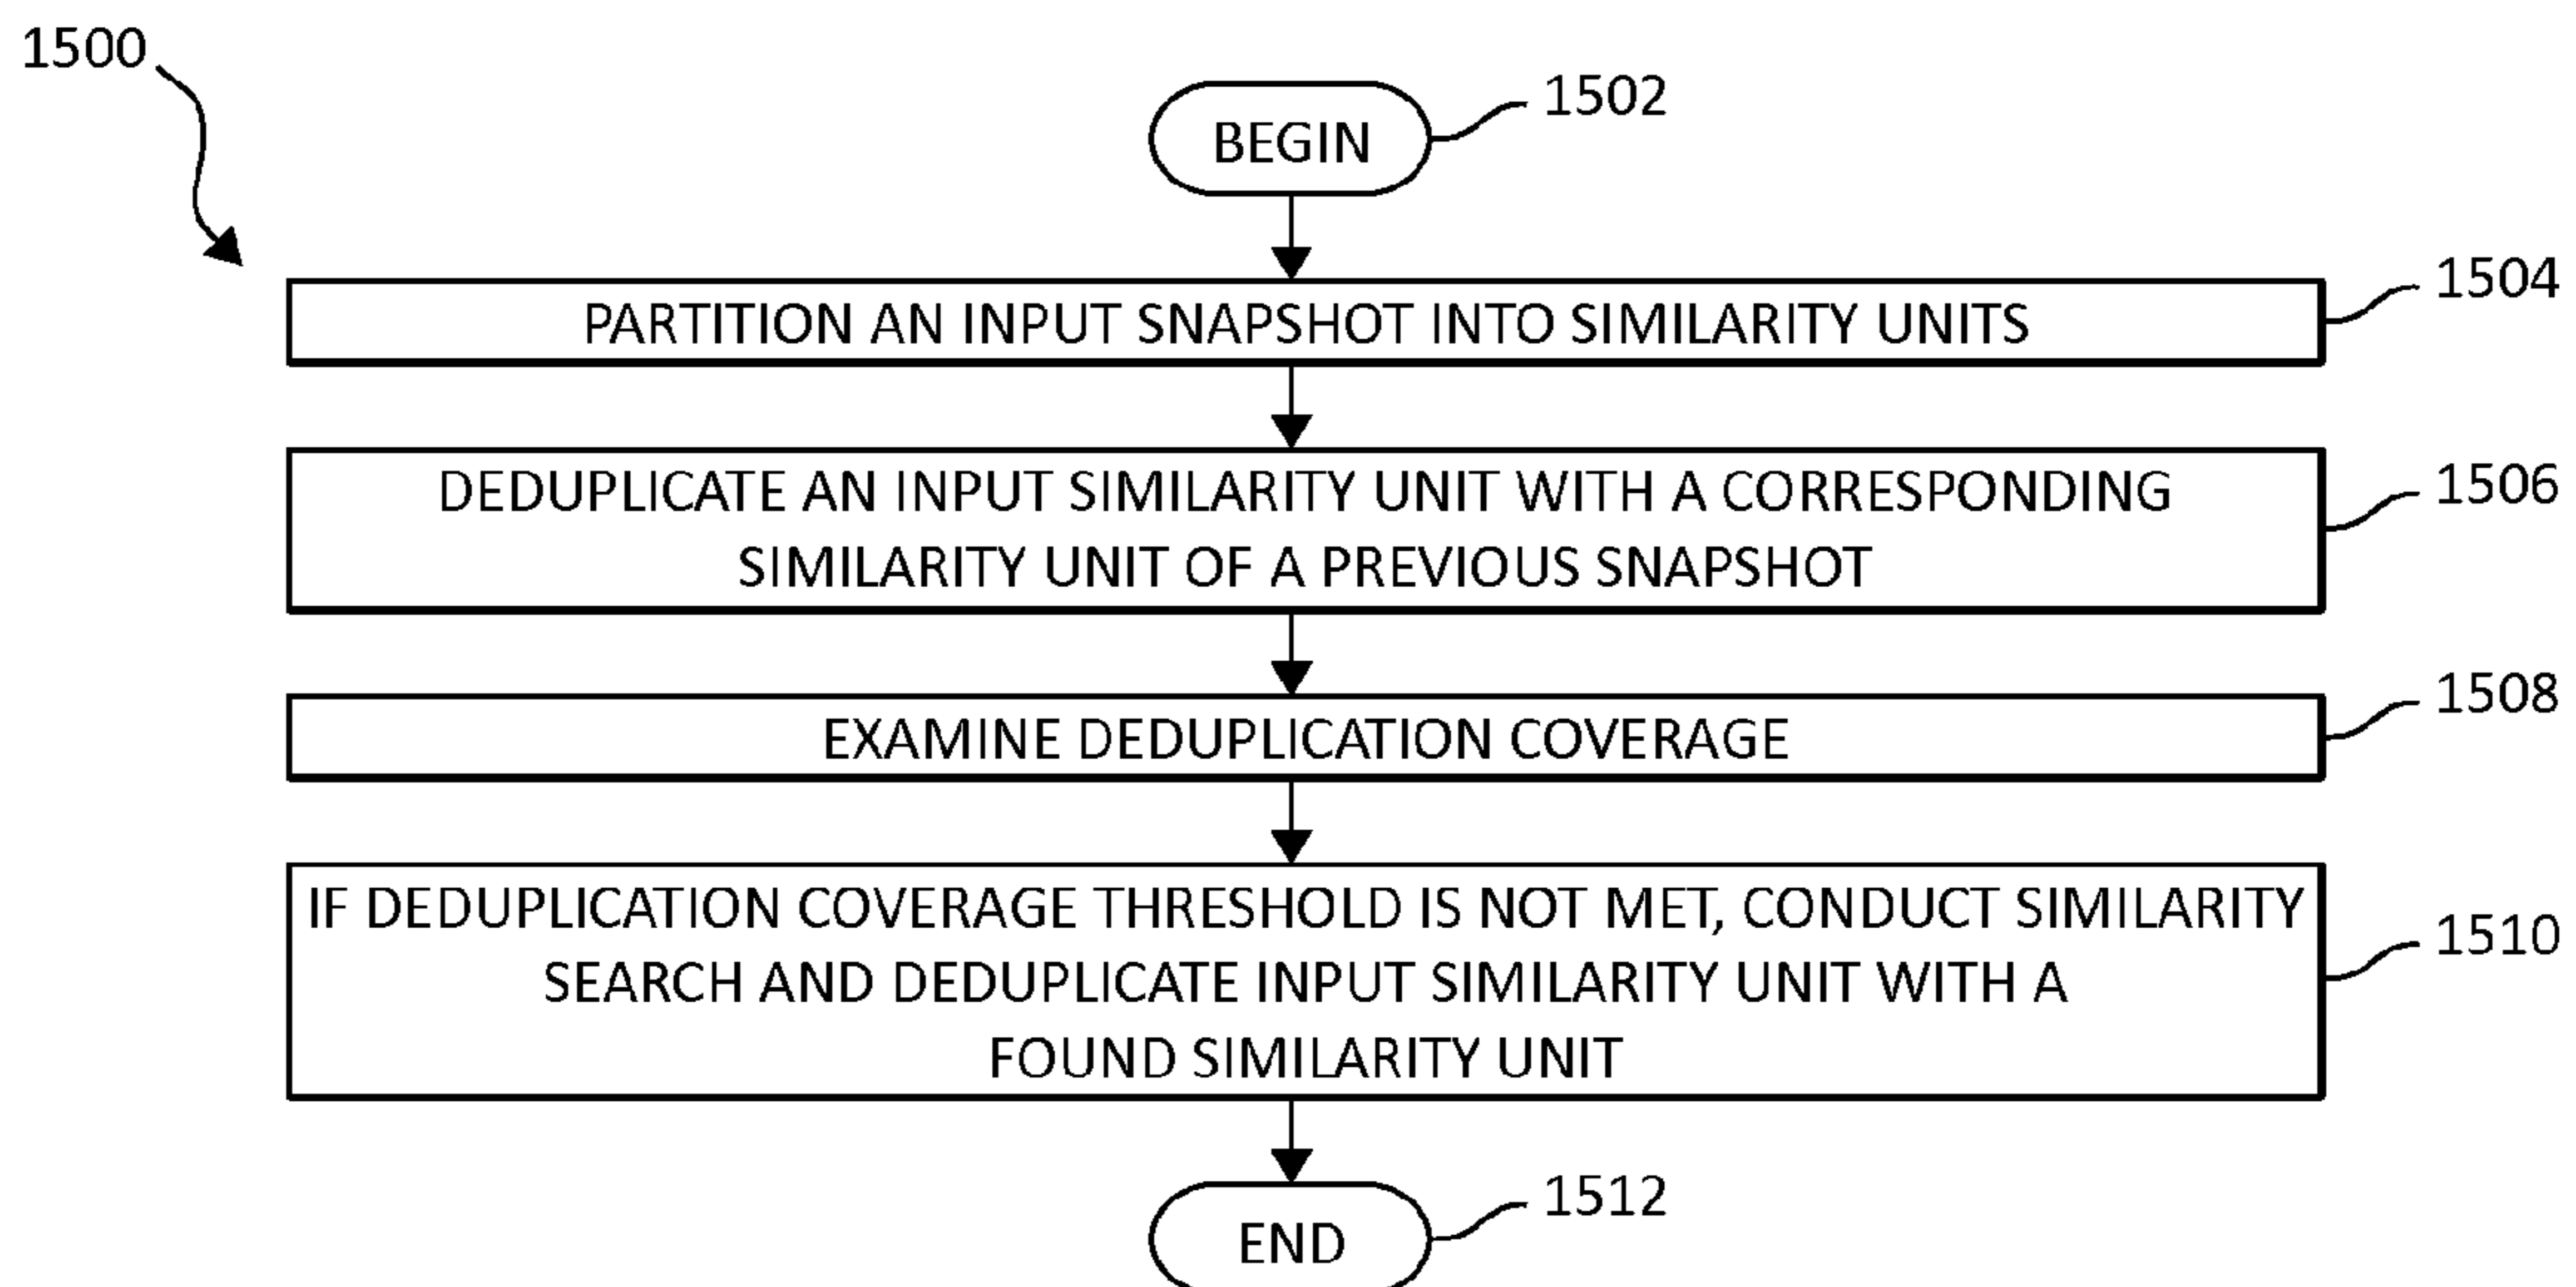 1500
BEGIN
1502
PARTITION AN INPUT SNAPSHOT INTO SIMILARITY UNITS
1504
DEDUPLICATE AN INPUT SIMILARITY UNIT WITH A CORRESPONDING
SIMILARITY UNIT OF A PREVIOUS SNAPSHOT
1506
EXAMINE DEDUPLICATION COVERAGE
1508
IF DEDUPLICATION COVERAGE THRESHOLD IS NOT MET, CONDUCT SIMILARITY
SEARCH AND DEDUPLICATE INPUT SIMILARITY UNIT WITH A
FOUND SIMILARITY UNIT
1510
END
1512